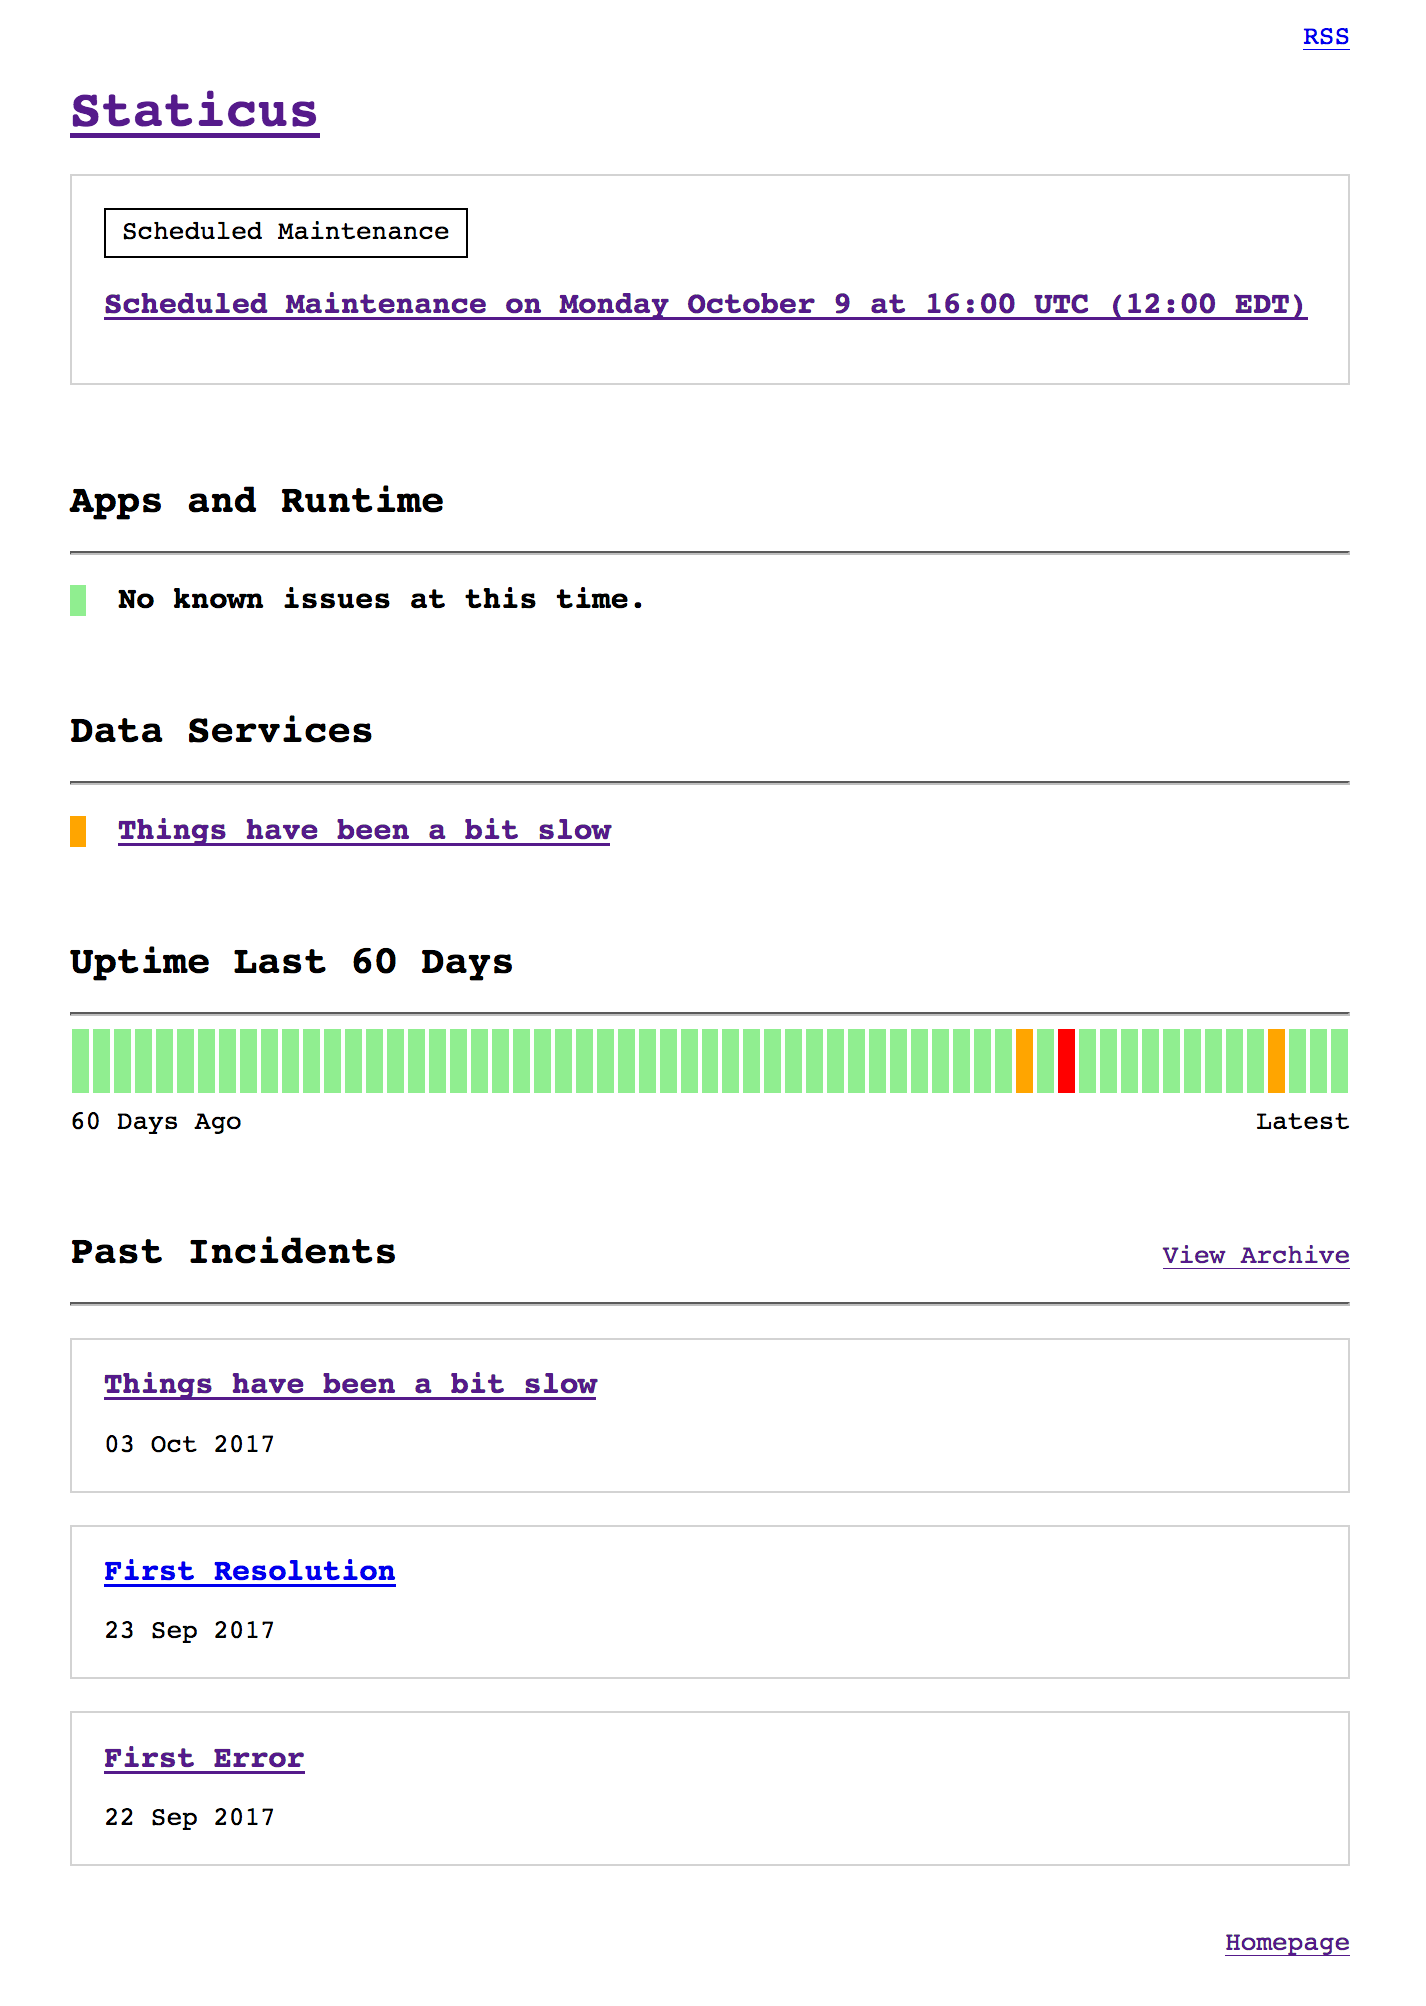 RSS
Staticus
Scheduled Maintenance
Scheduled Maintenance on Monday October 9 at 16:00 UTC (12:00 EDT)
Apps and Runtime
No known issues at this time.
Data Services
Things have been a bit slow
Uptime Last 60 Days
60 Days Ago
Latest
Past Incidents
View Archive
Things have been a bit slow
03 Oct 2017
First Resolution
23 Sep 2017
First Error
22 Sep 2017
Homepage